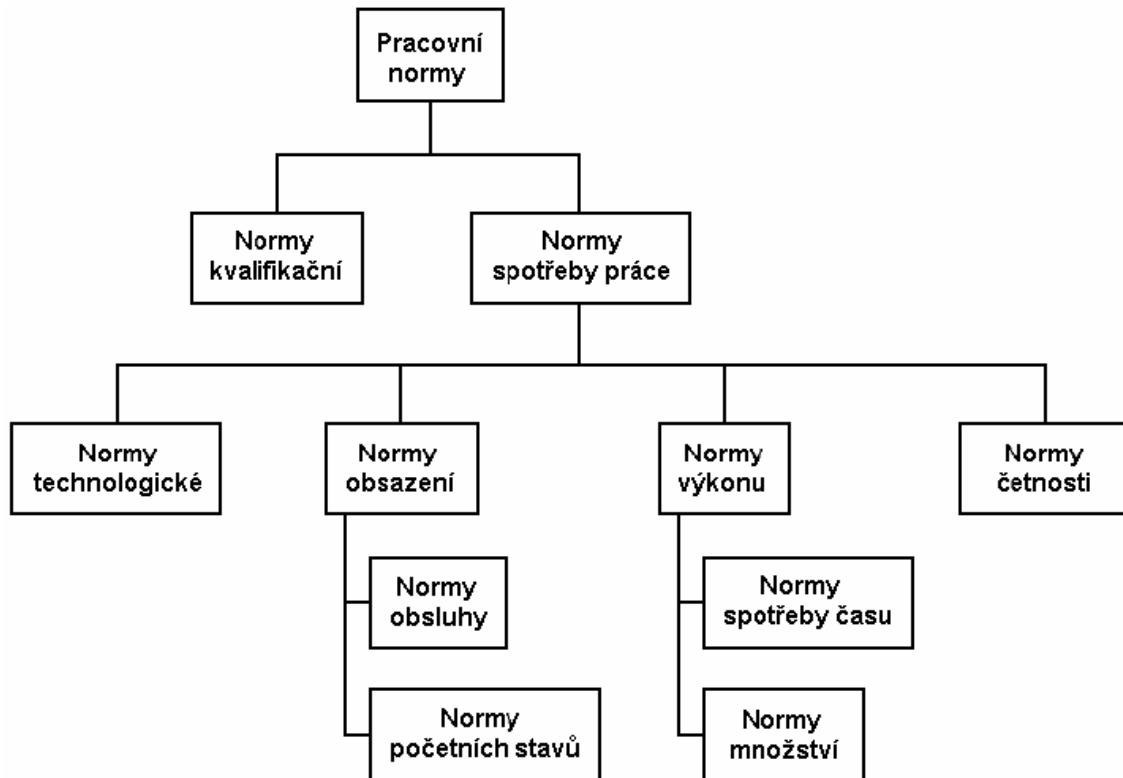 Pracovní
normy
Normy
kvalifikační
Normy
spotřeby práce
Normy
technologické
Normy
obsazení
Normy
výkonu
Normy
četnosti
Normy
obsluhy
Normy
spotřeby času
Normy
početních stavů
Normy
množství